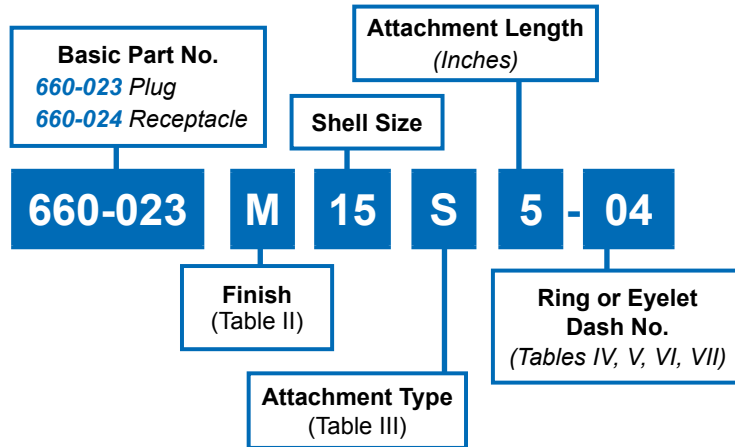 Basic Part No.
660-023 Plug
660-024 Receptacle
Attachment Length
(Inches)
Shell Size
660-023 M 15 S 5 - 04
Finish
(Table II)
Attachment Type
(Table III)
Ring or Eyelet
Dash No.
(Tables IV, V, VI, VII)